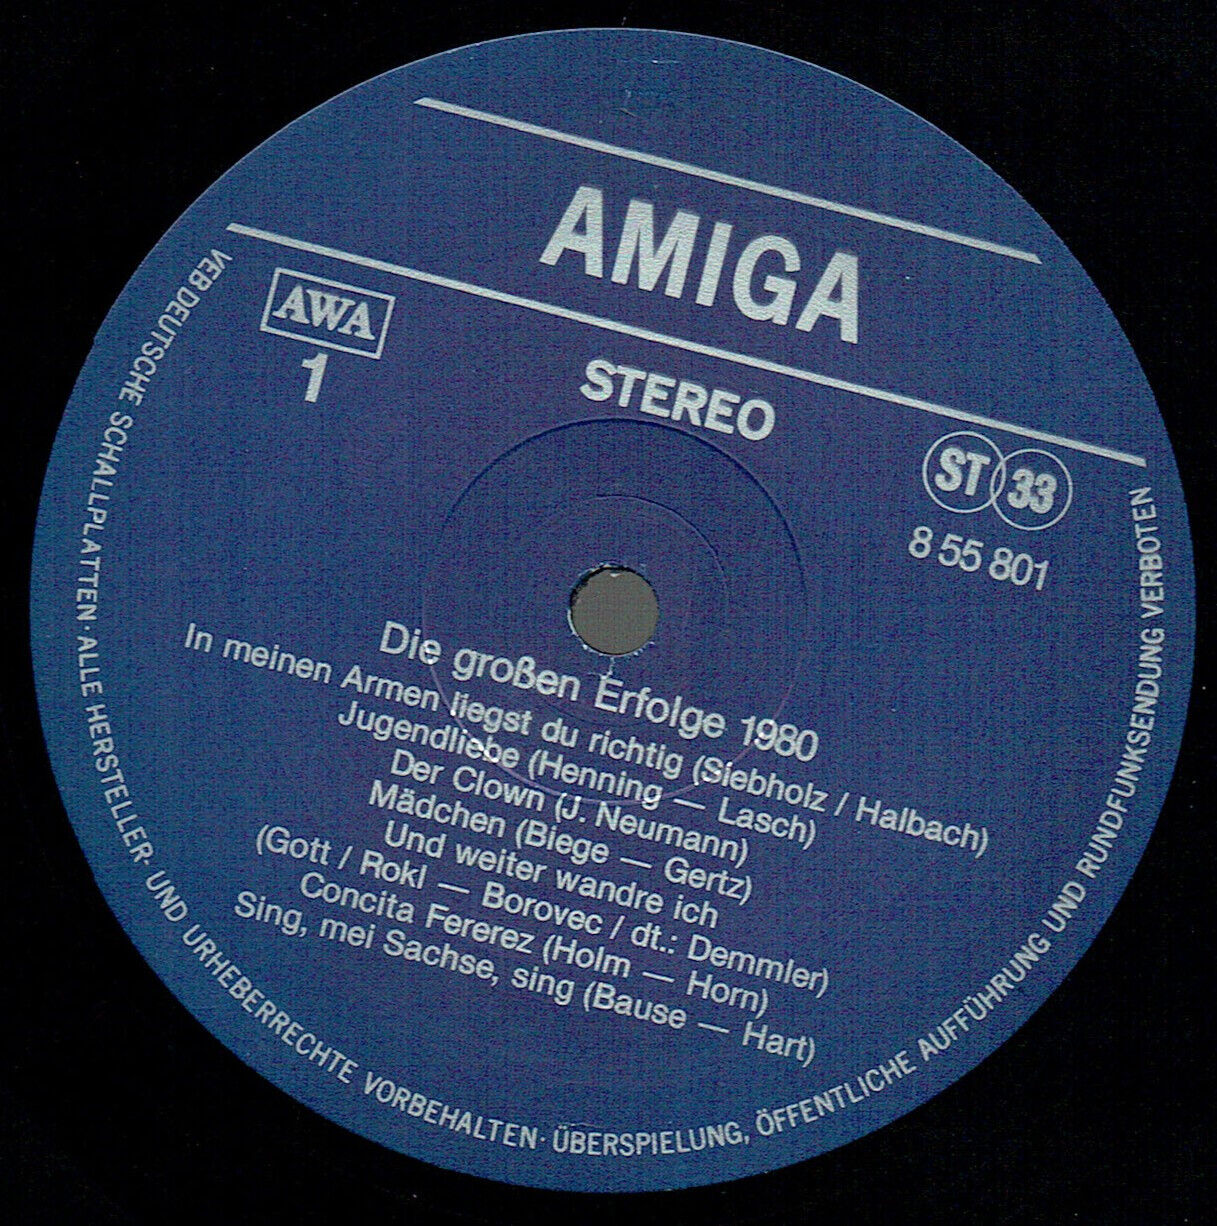 AMIGA
AWA
1
STEREO
ST 33
8 55 801
Die großen Erfolge 1980
In meinen Armen liegst du richtig (Siebholz / Halbach)
Jugendliebe (Henning — Lasch)
Der Clown (J. Neumann)
Mädchen (Biege — Gertz)
Und weiter wandre ich
(Gott / Rokl — Borovec / dt.: Demmler)
Concita Fererez (Holm — Horn)
Sing, mei Sachse, sing (Bause — Hart)
VEB DEUTSCHE SCHALLPLATTEN · ALLE HERSTELLER- UND URHEBERRECHTE VORBEHALTEN · ÜBERSPIELUNG, ÖFFENTLICHE AUFFÜHRUNG UND RUNDFUNKSENDUNG VERBOTEN